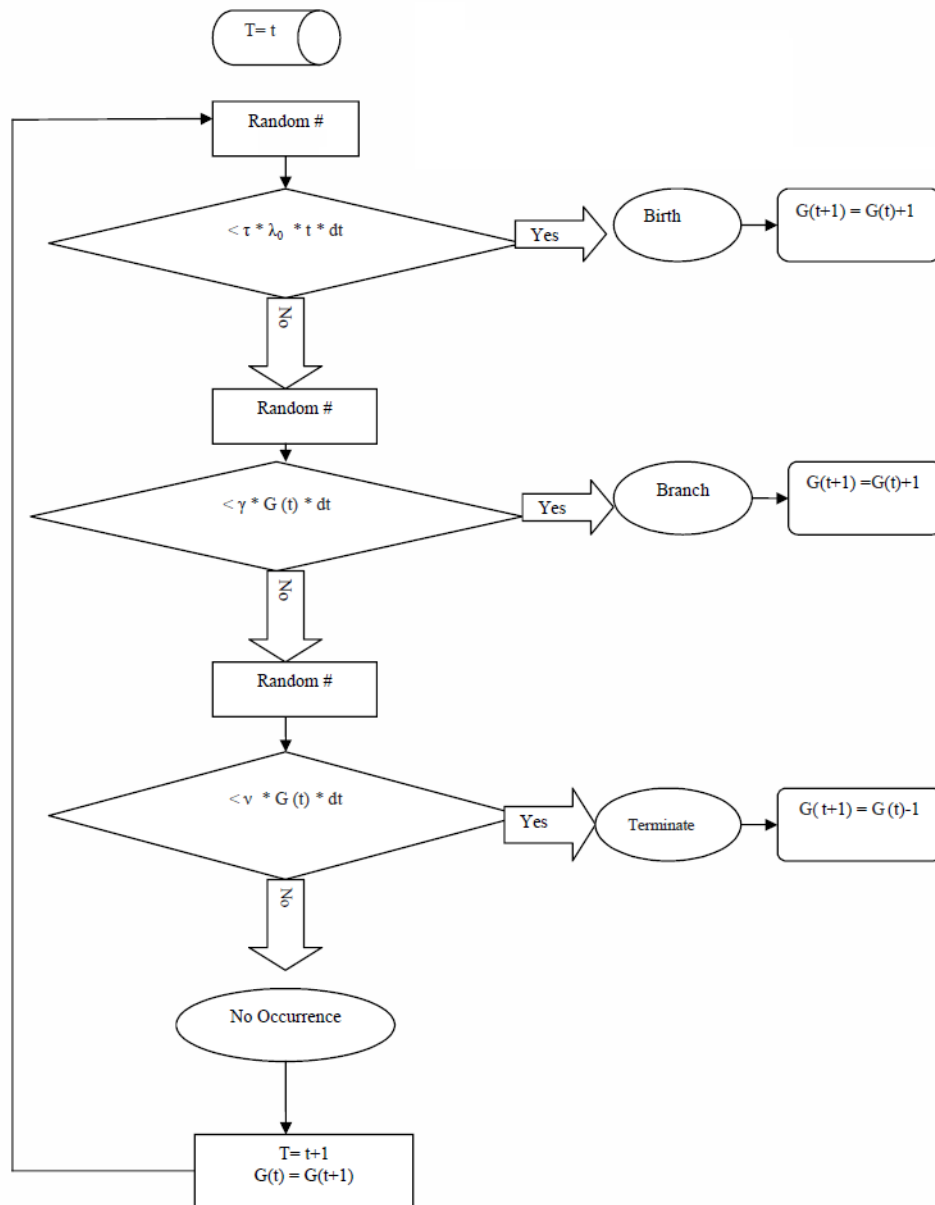 T= t
Random #
< τ * λ₀ * t * dt
Yes
Birth
G(t+1) = G(t)+1
No
Random #
< γ * G (t) * dt
Yes
Branch
G(t+1) =G(t)+1
No
Random #
< ν * G (t) * dt
Yes
Terminate
G( t+1) = G (t)-1
No
No Occurrence
T= t+1
G(t) = G(t+1)